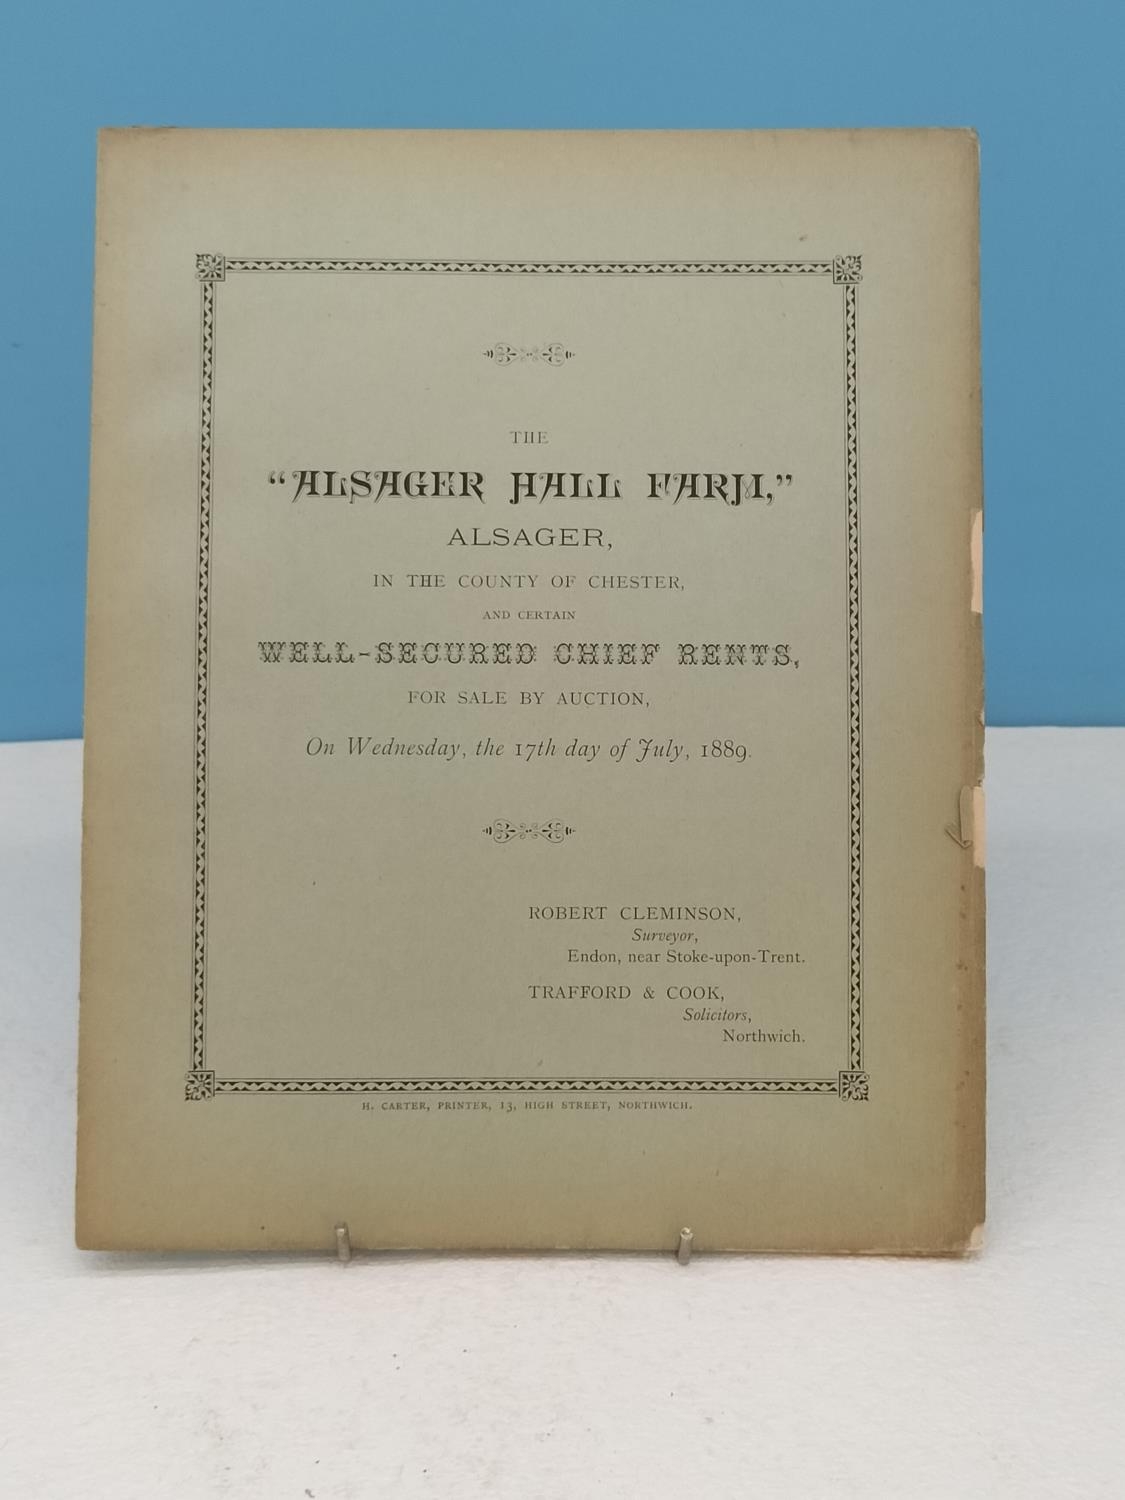 THE
“ALSAGER HALL FARM,”
ALSAGER,
IN THE COUNTY OF CHESTER,
AND CERTAIN
WELL-SECURED CHIEF RENTS,
FOR SALE BY AUCTION,
On Wednesday, the 17th day of July, 1889.
ROBERT CLEMINSON,
Surveyor,
Endon, near Stoke-upon-Trent.
TRAFFORD & COOK,
Solicitors,
Northwich.
H. CARTER, PRINTER, 13, HIGH STREET, NORTHWICH.